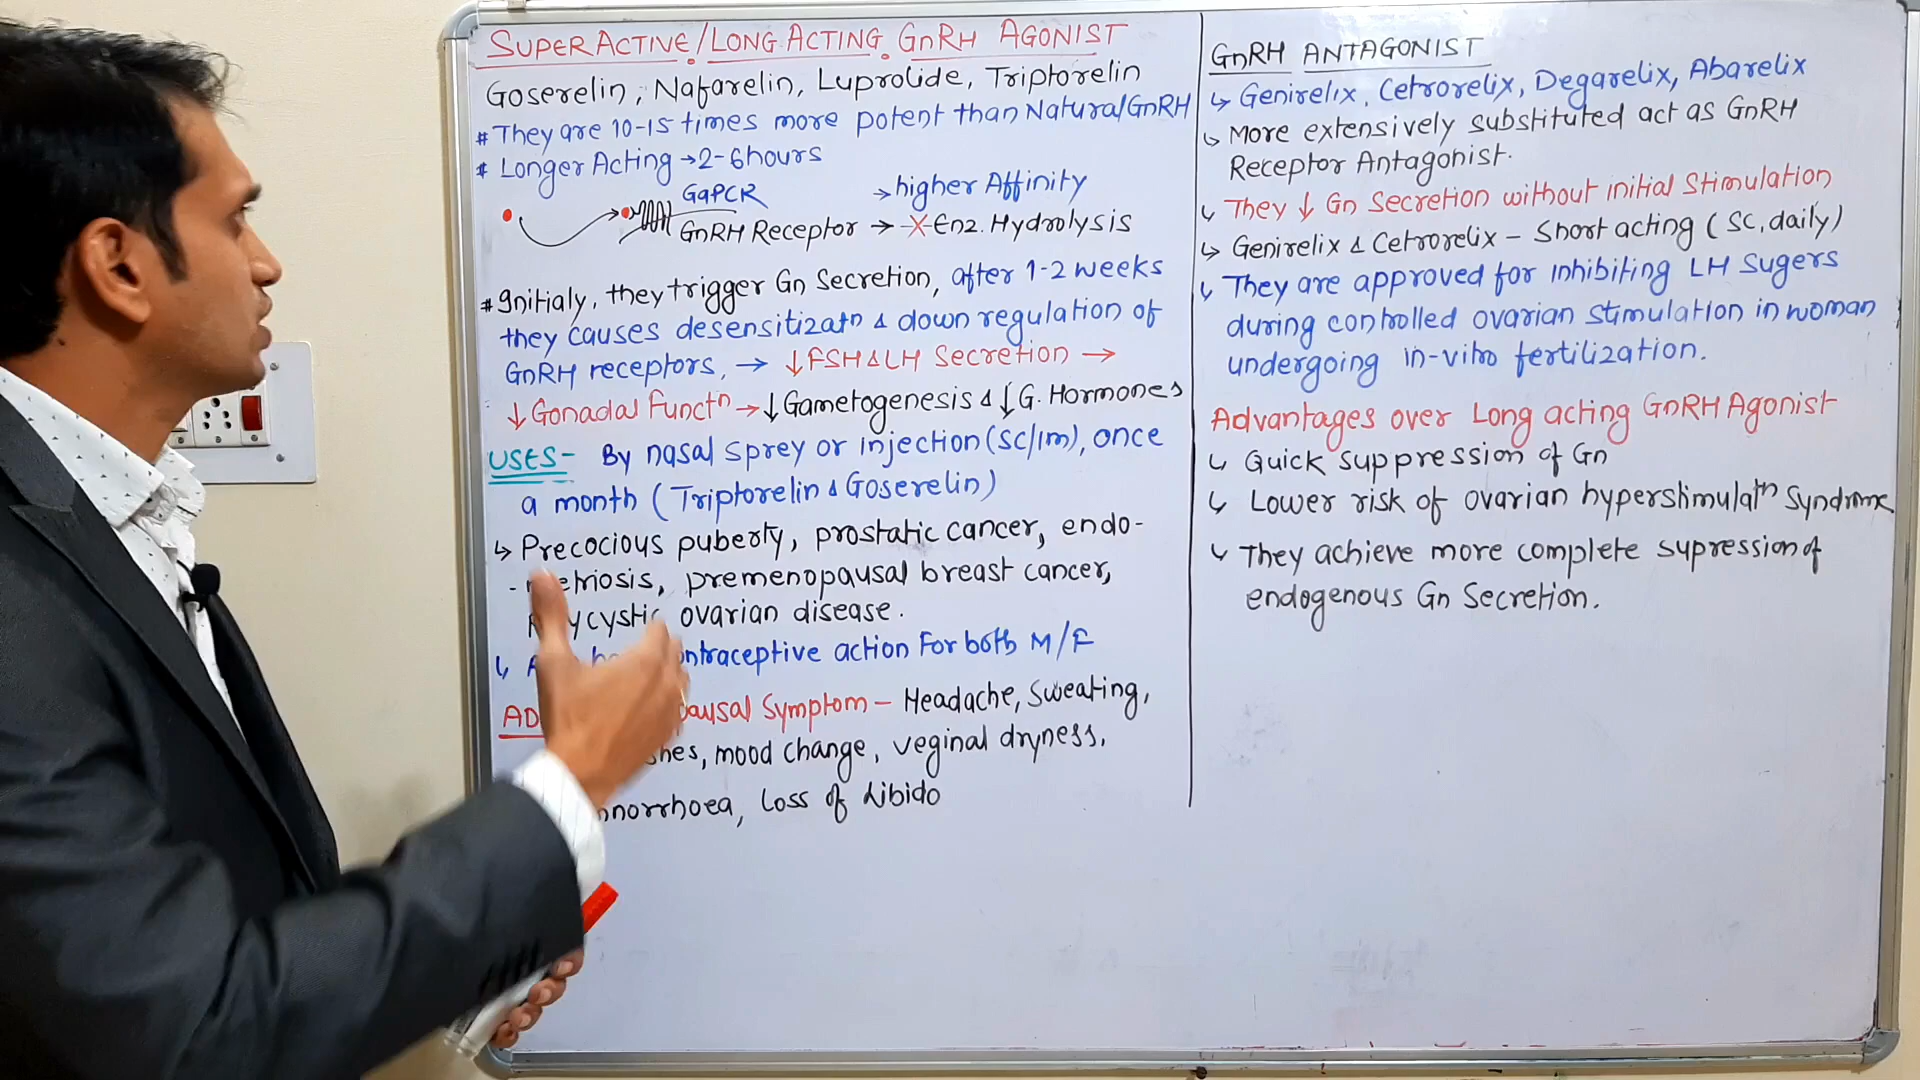 SUPERACTIVE/LONG ACTING GnRH AGONIST
Goserelin, Nafarelin, Luprolide, Triptorelin
# They are 10-15 times more potent than Natural GnRH
# Longer Acting → 2-6 hours
GqPCR → higher Affinity
GnRH Receptor → X Enz. Hydrolysis
# Initialy, they trigger Gn Secretion, after 1-2 weeks
they causes desensitizatn & down regulation of
GnRH receptors, → ↓FSH & LH Secretion →
↓ Gonadal Functn → ↓ Gametogenesis & ↓ G. Hormones
USES- By nasal sprey or injection (SC/IM), once
a month (Triptorelin & Goserelin)
↳ Precocious puberty, prostatic cancer, endo-
-metriosis, premenopausal breast cancer,
ovarian disease.
↳ action For both M/F
Symptom - Headache, Sweating,
mood change, veginal dryness,
Loss of Libido
GnRH ANTAGONIST
↳ Genirelix, Cetrorelix, Degarelix, Abarelix
↳ More extensively substituted act as GnRH
Receptor Antagonist.
↳ They ↓ Gn Secretion without initial Stimulation
↳ Genirelix & Cetrorelix - Short acting (SC, daily)
↳ They are approved for inhibiting LH Sugers
during controlled ovarian stimulation in woman
undergoing in-vitro fertilization.
Advantages over Long acting GnRH Agonist
↳ Quick suppression of Gn
↳ Lower risk of ovarian hyperstimulatn Syndrome
↳ They achieve more complete supression of
endogenous Gn Secretion.